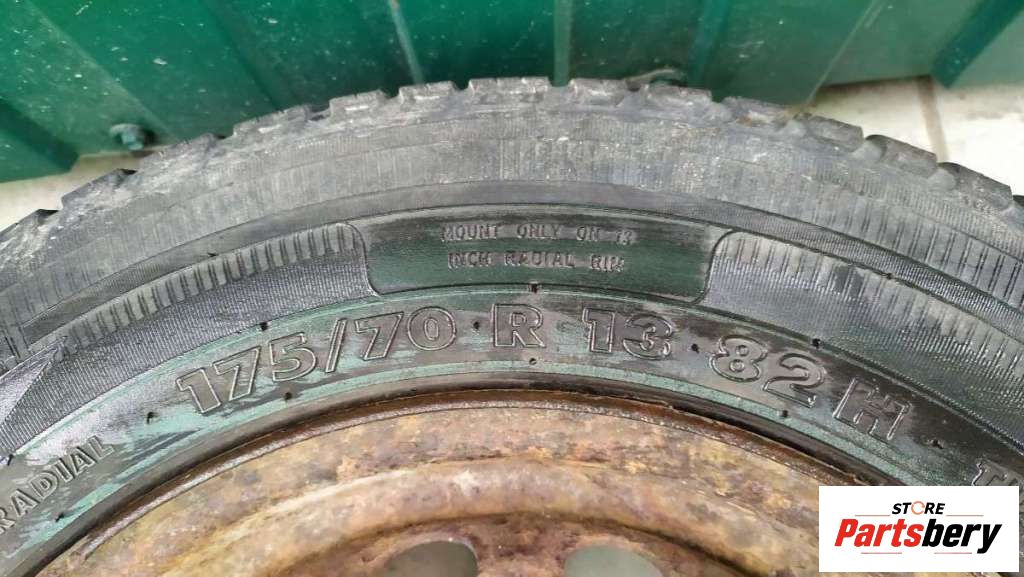 MOUNT ONLY ON 13
INCH RADIAL RIM
175/70 R 13 82 H
RADIAL
STORE
Partsbery